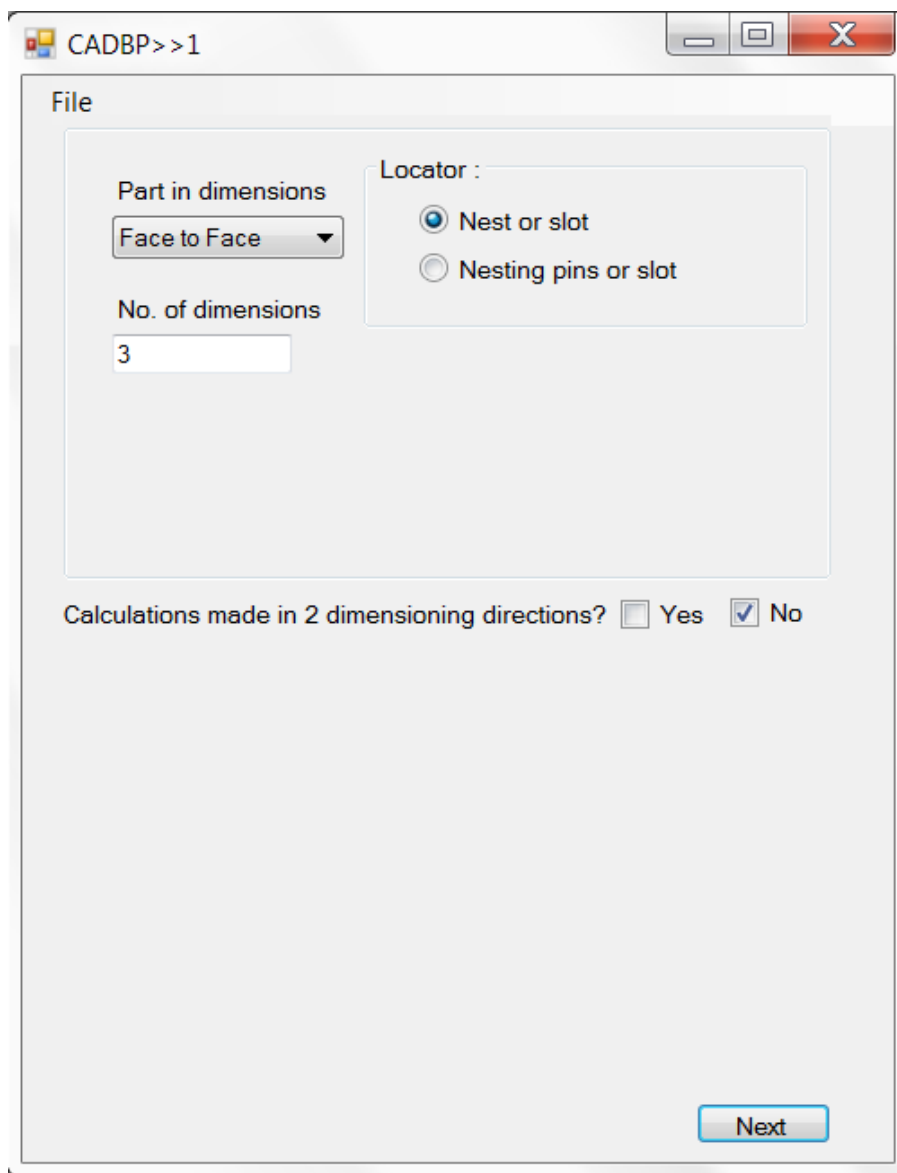 CADBP>>1
File
Part in dimensions
Face to Face
No. of dimensions
3
Locator :
Nest or slot
Nesting pins or slot
Calculations made in 2 dimensioning directions? Yes No
Next